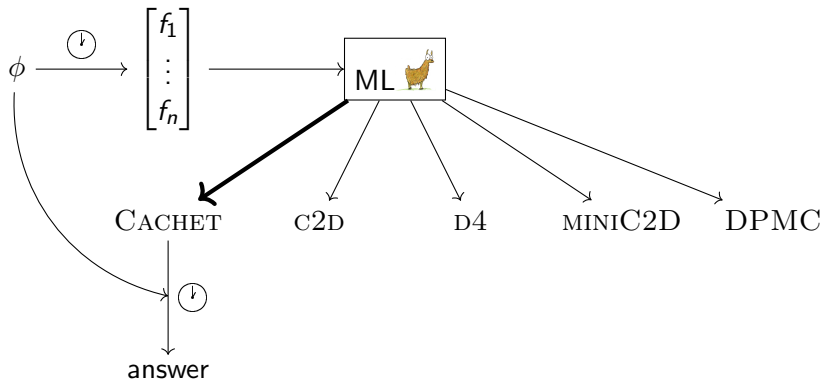 f₁
ϕ
⋮
ML
fₙ
CACHET C2D D4 MINIC2D DPMC
answer